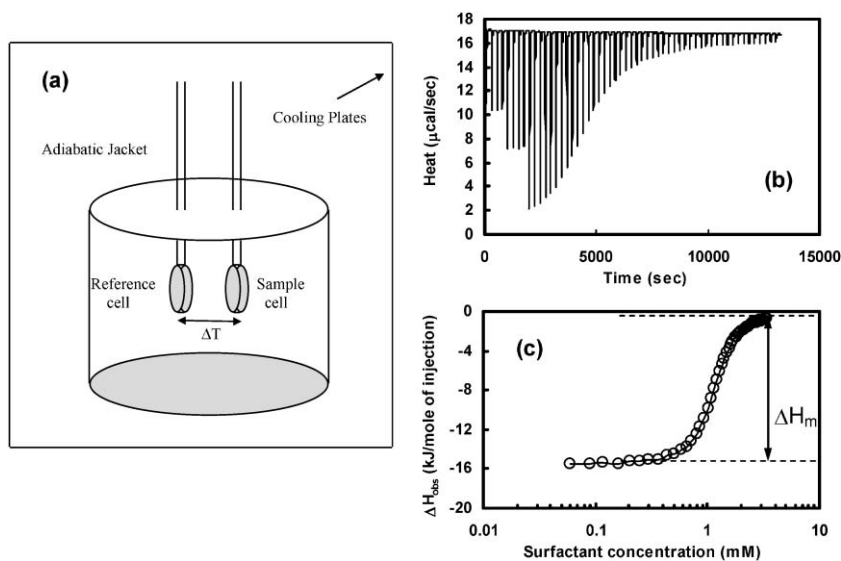 (a)
Cooling Plates
Adiabatic Jacket
Reference
cell
Sample
cell
ΔT
18
16
14
12
10
8
6
4
2
0
Heat (μcal/sec)
(b)
0 5000 10000 15000
Time (sec)
0
-4
-8
-12
-16
-20
ΔHobs (kJ/mole of injection)
(c)
ΔHm
0.01 0.1 1 10
Surfactant concentration (mM)